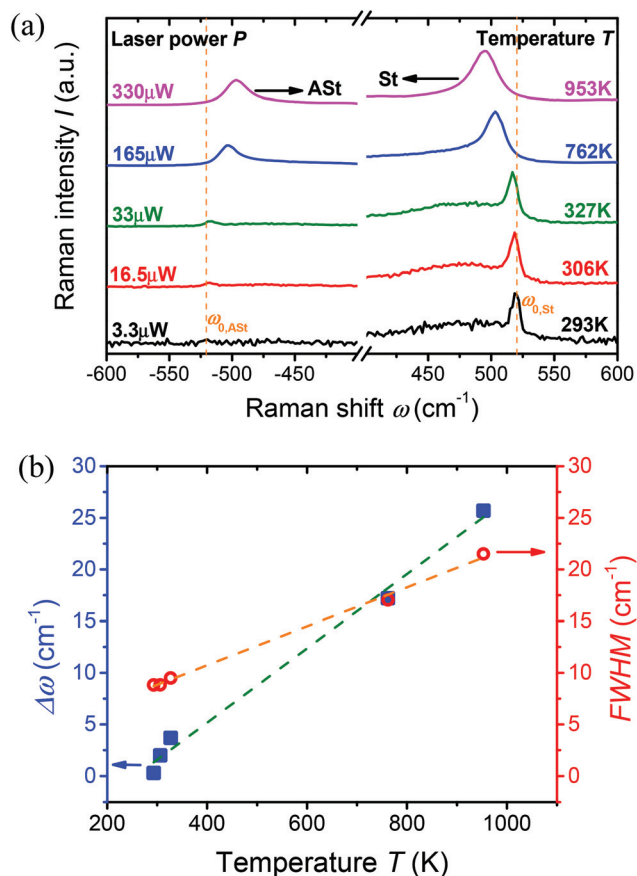 (a)
Laser power P
Temperature T
330μW
ASt
St
953K
165μW
762K
33μW
327K
16.5μW
306K
ω0,ASt
ω0,St
3.3μW
293K
-600 -550 -500 -450 450 500 550 600
Raman shift ω (cm⁻¹)
Raman intensity I (a.u.)
(b)
30 30
25 25
20 20
15 15
10 10
5 5
0 0
200 400 600 800 1000
Δω (cm⁻¹)
FWHM (cm⁻¹)
Temperature T (K)